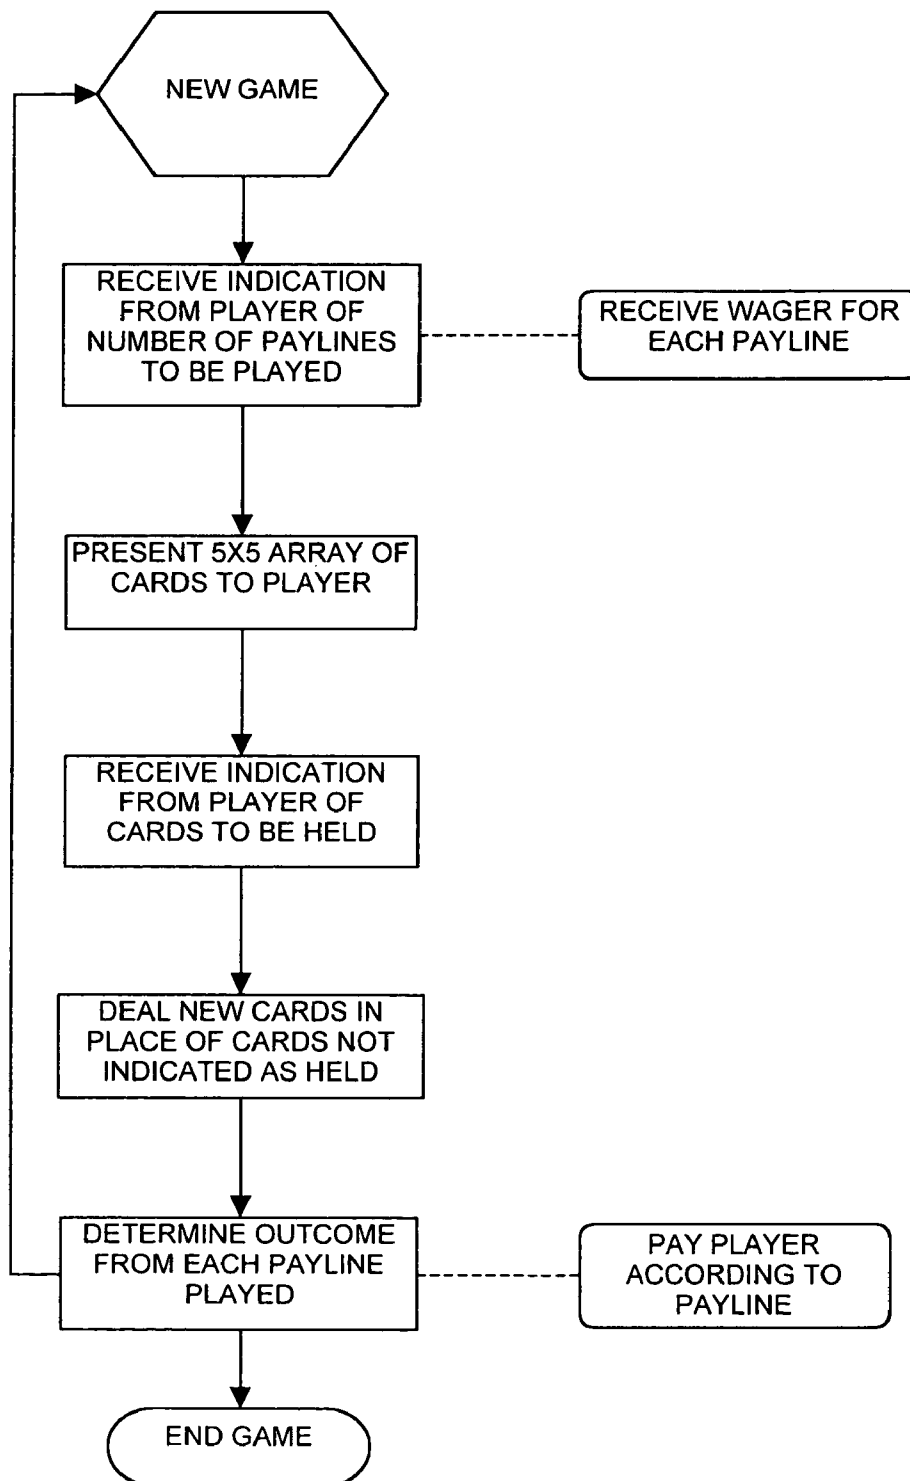 NEW GAME
RECEIVE INDICATION
FROM PLAYER OF
NUMBER OF PAYLINES
TO BE PLAYED
RECEIVE WAGER FOR
EACH PAYLINE
PRESENT 5X5 ARRAY OF
CARDS TO PLAYER
RECEIVE INDICATION
FROM PLAYER OF
CARDS TO BE HELD
DEAL NEW CARDS IN
PLACE OF CARDS NOT
INDICATED AS HELD
DETERMINE OUTCOME
FROM EACH PAYLINE
PLAYED
PAY PLAYER
ACCORDING TO
PAYLINE
END GAME